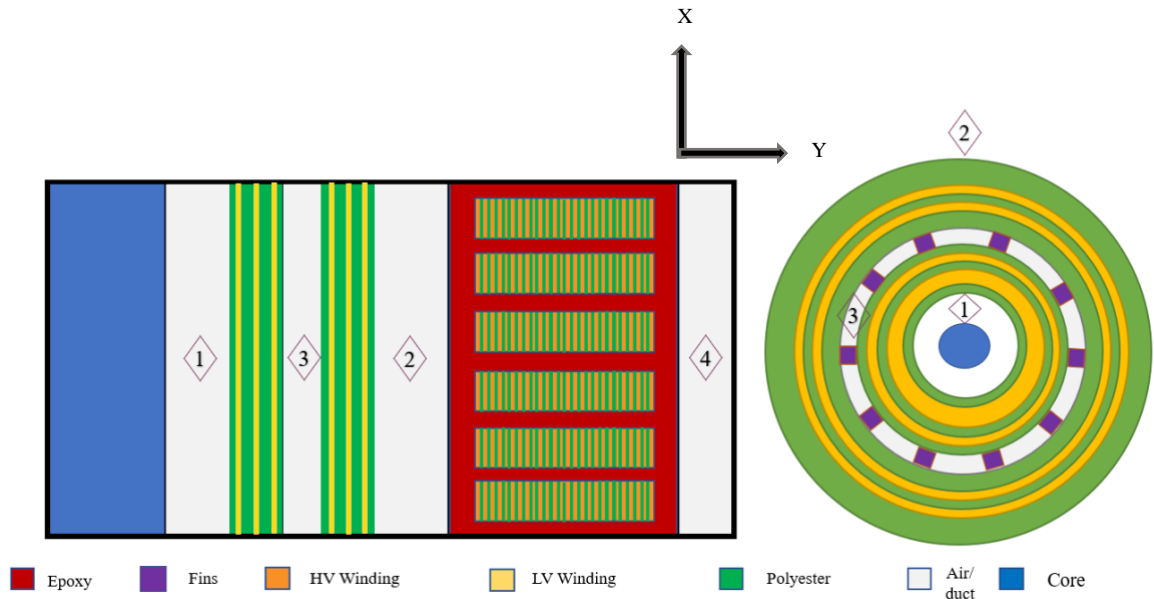 X
Y
2
1
3
2
4
1
3
Epoxy
Fins
HV Winding
LV Winding
Polyester
Air/
duct
Core